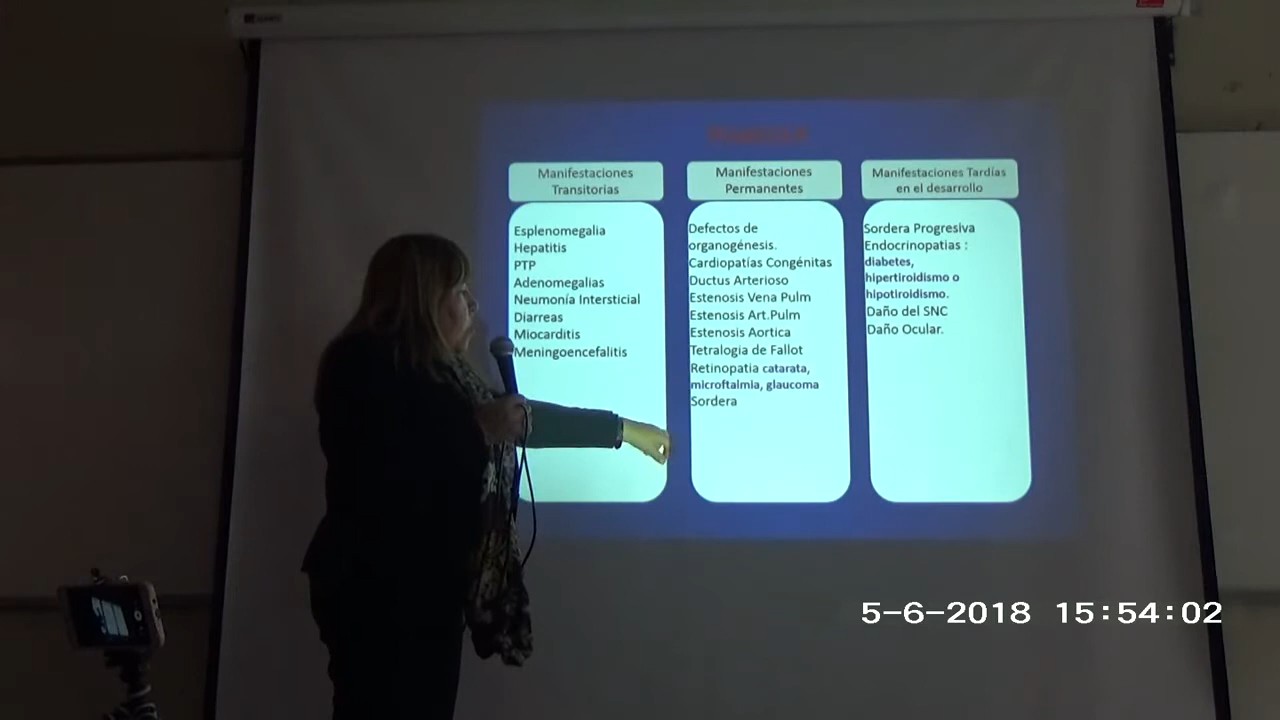 Manifestaciones
Transitorias
Esplenomegalia
Hepatitis
PTP
Adenomegalias
Neumonía Intersticial
Diarreas
Miocarditis
Meningoencefalitis
Manifestaciones
Permanentes
Defectos de
organogénesis.
Cardiopatías Congénitas
Ductus Arterioso
Estenosis Vena Pulm
Estenosis Art.Pulm
Estenosis Aortica
Tetralogia de Fallot
Retinopatia catarata,
microftalmia, glaucoma
Sordera
Manifestaciones Tardías
en el desarrollo
Sordera Progresiva
Endocrinopatias :
diabetes,
hipertiroidismo o
hipotiroidismo.
Daño del SNC
Daño Ocular.
5-6-2018 15:54:02